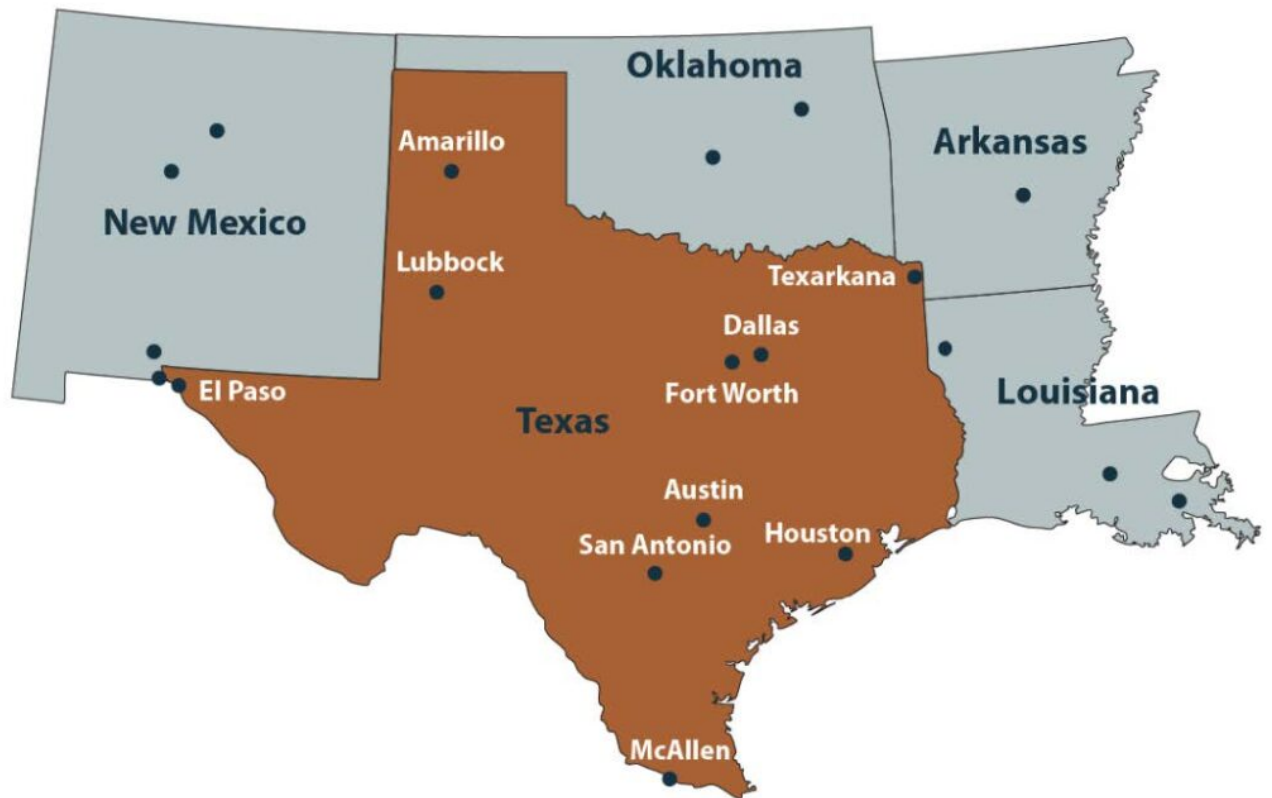 Oklahoma
Arkansas
Amarillo
New Mexico
Lubbock
Texarkana
Dallas
El Paso
Fort Worth
Louisiana
Texas
Austin
Houston
San Antonio
McAllen